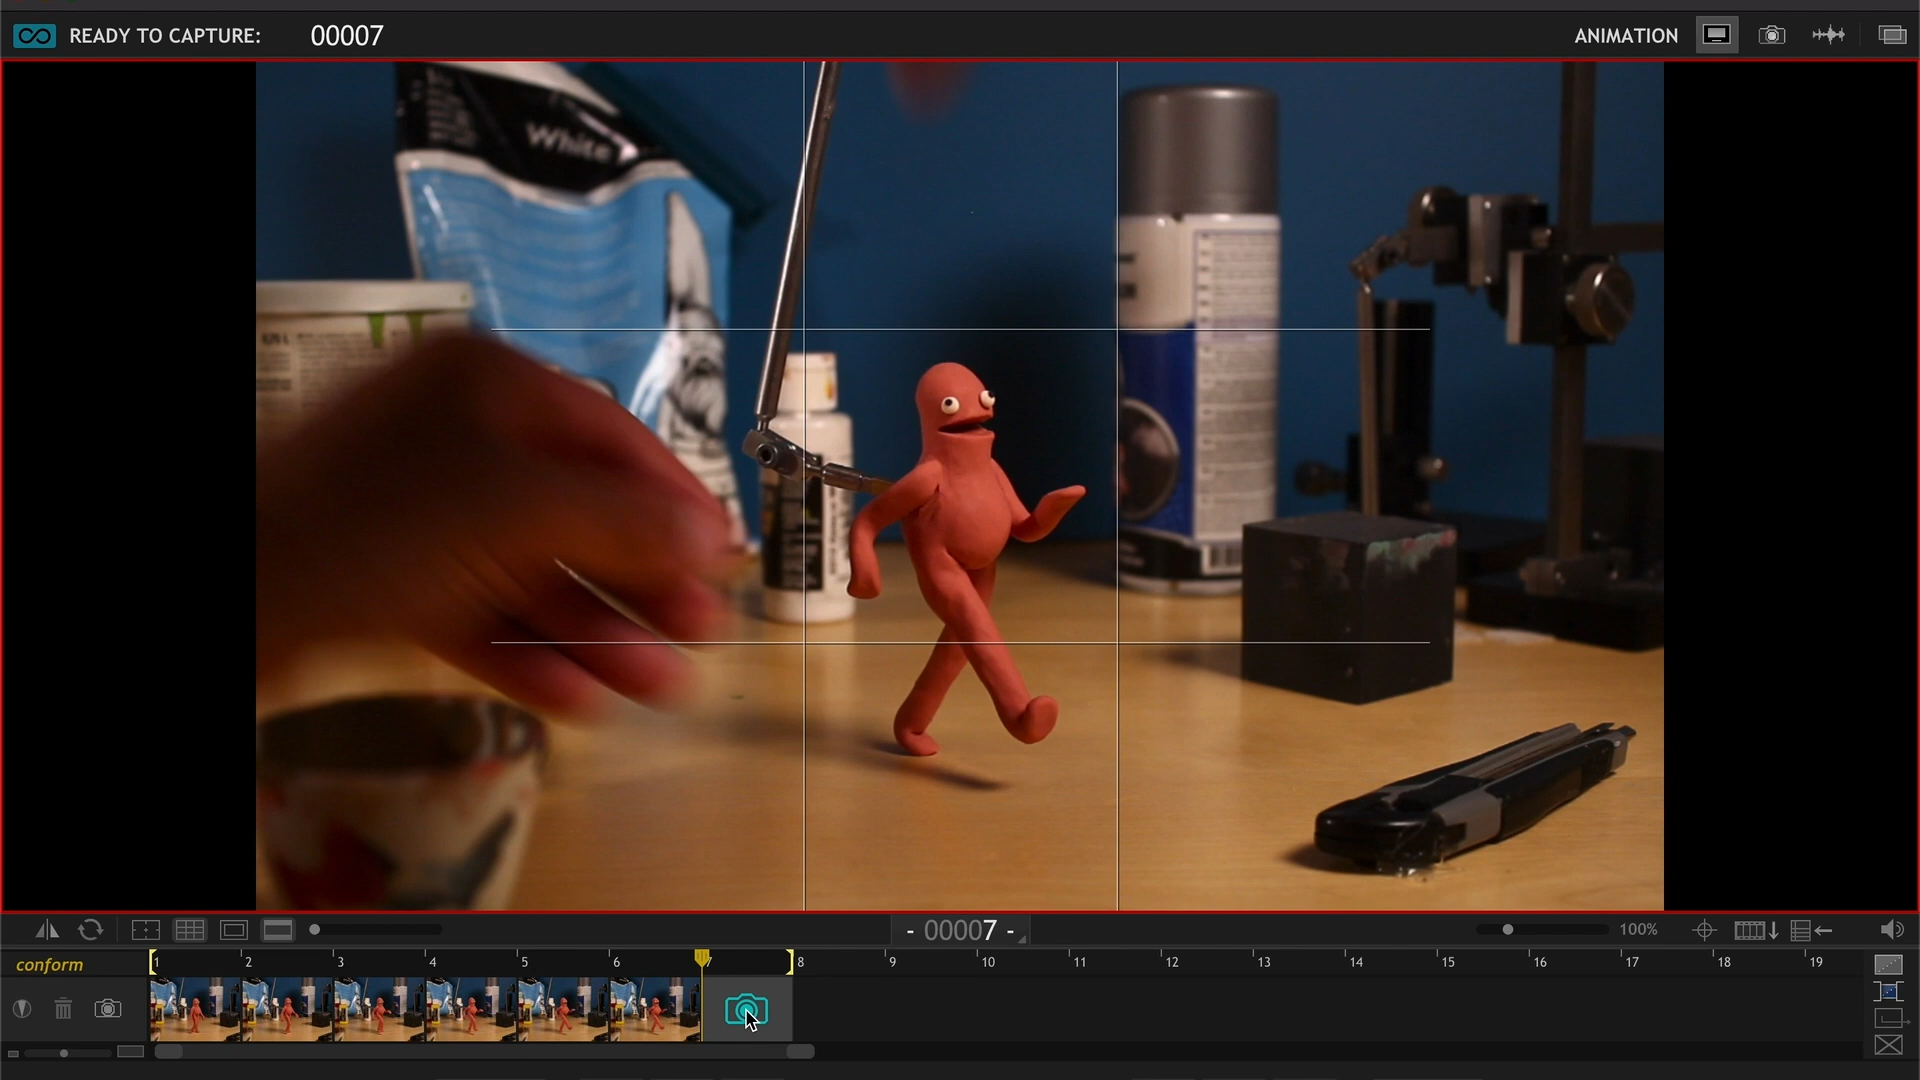 READY TO CAPTURE: 00007
ANIMATION
White
- 00007 -
100%
conform
1 2 3 4 5 6 7 8 9 10 11 12 13 14 15 16 17 18 19